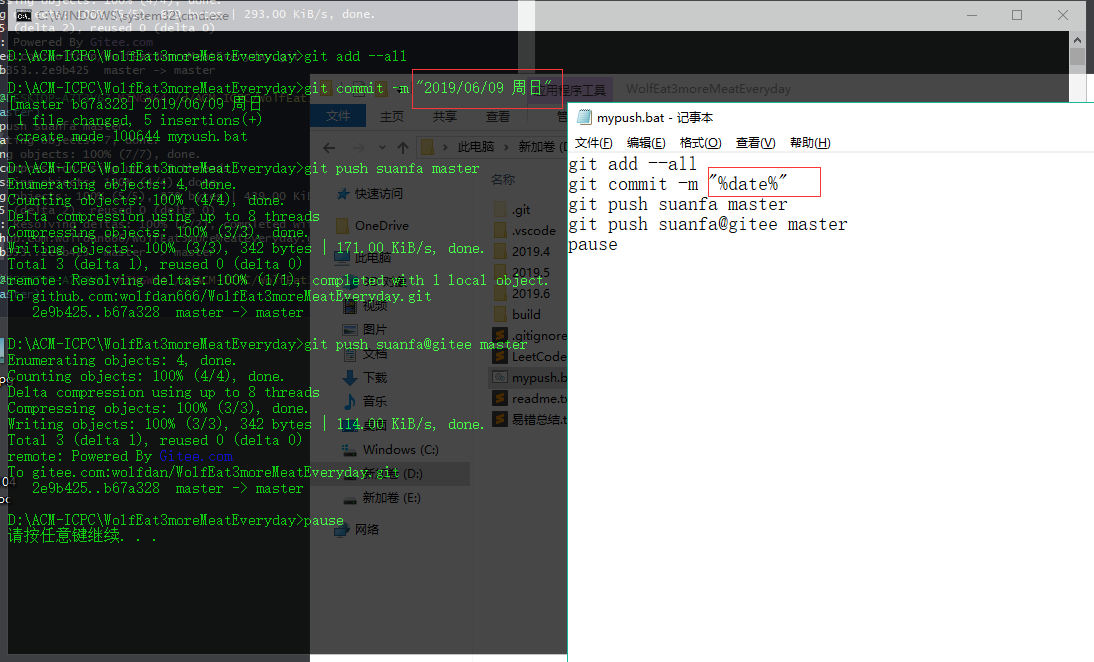 C:\WINDOWS\system32\cmd.exe
D:\ACM-ICPC\WolfEat3moreMeatEveryday>git add --all
D:\ACM-ICPC\WolfEat3moreMeatEveryday>git commit -m "2019/06/09 周日"
[master b67a328] 2019/06/09 周日
1 file changed, 5 insertions(+)
create mode 100644 mypush.bat
D:\ACM-ICPC\WolfEat3moreMeatEveryday>git push suanfa master
Enumerating objects: 4, done.
Counting objects: 100% (4/4), done.
Delta compression using up to 8 threads
Compressing objects: 100% (3/3), done.
Writing objects: 100% (3/3), 342 bytes | 171.00 KiB/s, done.
Total 3 (delta 1), reused 0 (delta 0)
remote: Resolving deltas: 100% (1/1), completed with 1 local object.
To github.com:wolfdan666/WolfEat3moreMeatEveryday.git
2e9b425..b67a328  master -> master
D:\ACM-ICPC\WolfEat3moreMeatEveryday>git push suanfa@gitee master
Enumerating objects: 4, done.
Counting objects: 100% (4/4), done.
Delta compression using up to 8 threads
Compressing objects: 100% (3/3), done.
Writing objects: 100% (3/3), 342 bytes | 114.00 KiB/s, done.
Total 3 (delta 1), reused 0 (delta 0)
remote: Powered By Gitee.com
To gitee.com:wolfdan/WolfEat3moreMeatEveryday.git
2e9b425..b67a328  master -> master
D:\ACM-ICPC\WolfEat3moreMeatEveryday>pause
请按任意键继续. . .
应用程序工具
WolfEat3moreMeatEveryday
文件
主页
共享
查看
此电脑
新加卷 (D
快速访问
OneDrive
此电脑
视频
图片
文档
下载
音乐
Windows (C:)
(D:)
新加卷 (E:)
网络
名称
.git
.vscode
2019.4
2019.5
2019.6
build
.gitignore
LeetCode
mypush.b
readme.tx
易错总结.t
mypush.bat - 记事本
文件(F)
编辑(E)
格式(O)
查看(V)
帮助(H)
git add --all
git commit -m "%date%"
git push suanfa master
git push suanfa@gitee master
pause